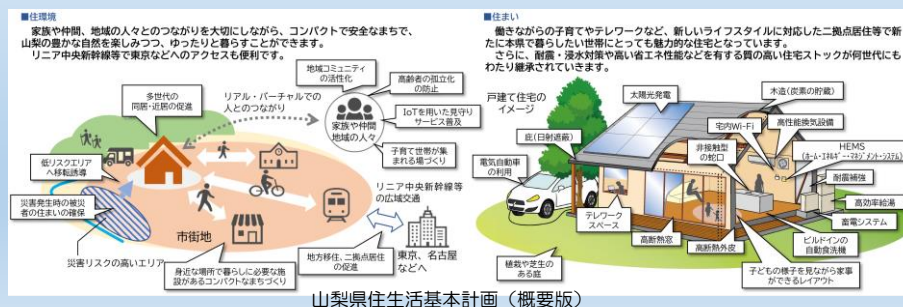 ■住環境
家族や仲間、地域の人々とのつながりを大切にしながら、コンパクトで安全なまちで、
山梨の豊かな自然を楽しみつつ、ゆったりと暮らすことができます。
リニア中央新幹線等で東京などへのアクセスも便利です。
地域コミュニティ
の活性化
高齢者の孤立化
の防止
多世代の
同居・近居の促進
リアル・バーチャルでの
人とのつながり
家族や仲間
地域の人々
IoTを用いた見守り
サービス普及
子育て世帯が集
まれる場づくり
低リスクエリア
へ移転誘導
災害発生時の被災
者の住まいの確保
リニア中央新幹線等
の広域交通
市街地
災害リスクの高いエリア
身近な場所で暮らしに必要な施
設があるコンパクトなまちづくり
地方移住、二拠点居住
の促進
東京、名古屋
などへ
■住まい
働きながらの子育てやテレワークなど、新しいライフスタイルに対応した二拠点居住等で新
たに本県で暮らしたい世帯にとっても魅力的な住宅となっています。
さらに、耐震・浸水対策や高い省エネ性能などを有する質の高い住宅ストックが何世代にも
わたり継承されていきます。
戸建て住宅の
イメージ
太陽光発電
木造(炭素の貯蔵)
宅内Wi-Fi
高性能換気設備
庇(日射遮蔽)
非接触型
の蛇口
HEMS
(ホーム・エネルギー・マネジメント・システム)
電気自動車
の利用
耐震補強
高効率給湯
テレワーク
スペース
蓄電システム
高断熱窓
高断熱外皮
ビルドインの
自動食洗機
植栽や芝生の
ある庭
子どもの様子を見ながら家事
ができるレイアウト
山梨県住生活基本計画（概要版）